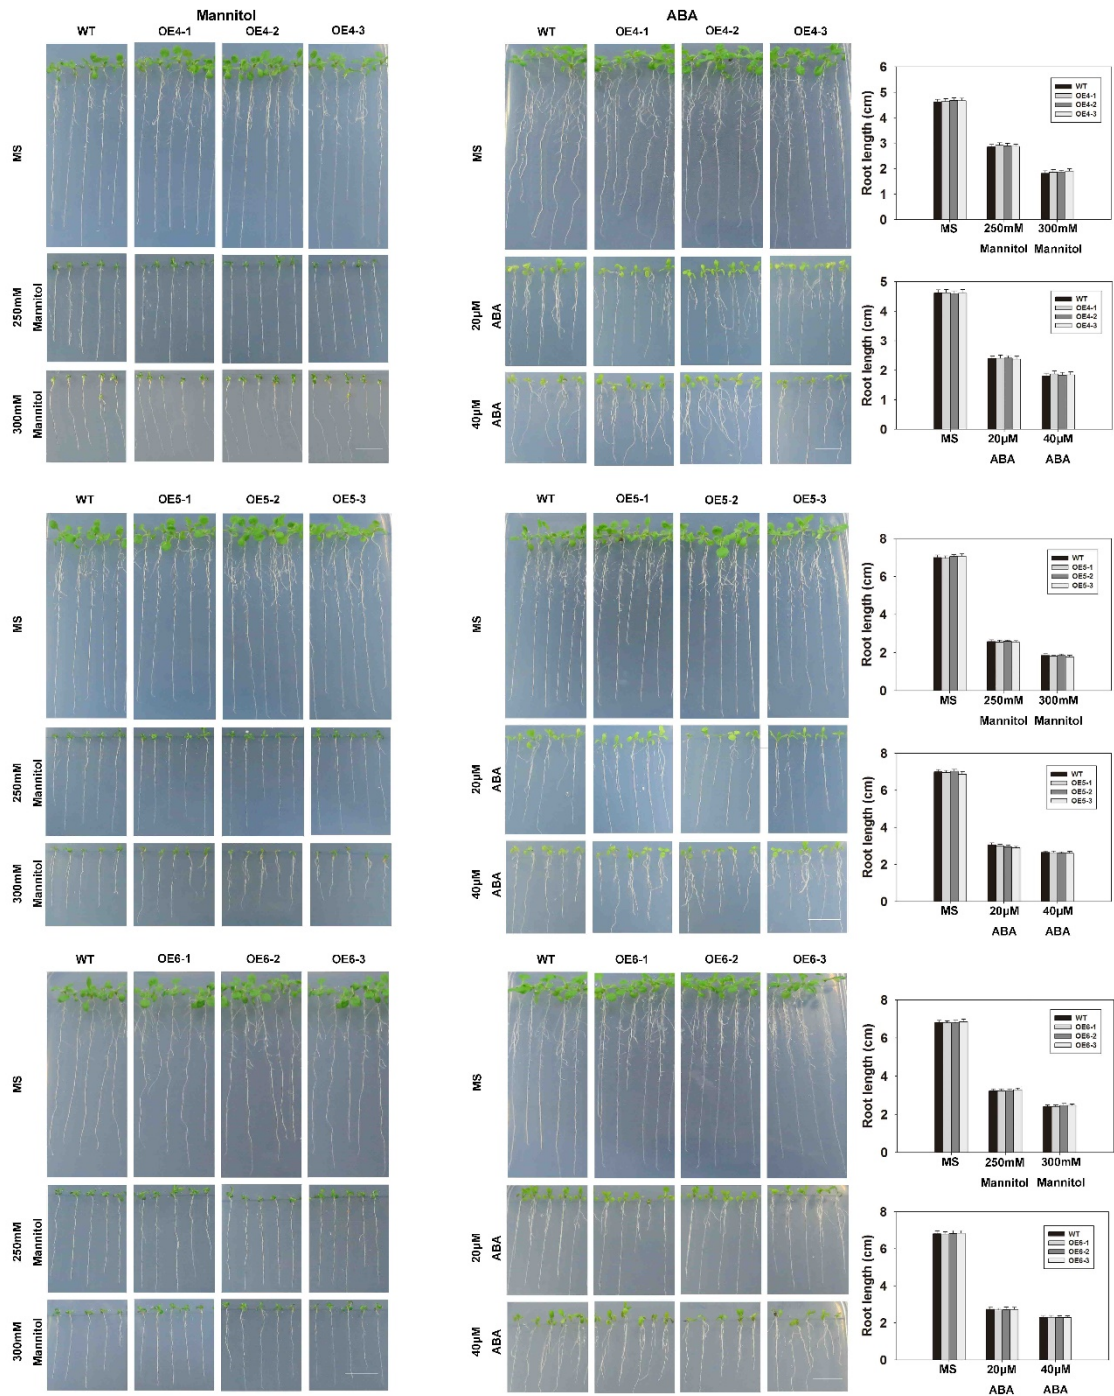 Mannitol
WT OE4-1 OE4-2 OE4-3
MS
250mM
Mannitol
300mM
Mannitol
ABA
WT OE4-1 OE4-2 OE4-3
MS
20µM
ABA
40µM
ABA
Root length (cm)
6
5
4
3
2
1
0
WT
OE4-1
OE4-2
OE4-3
MS 250mM 300mM
Mannitol Mannitol
Root length (cm)
5
4
3
2
1
0
WT
OE4-1
OE4-2
OE4-3
MS 20µM 40µM
ABA ABA
WT OE5-1 OE5-2 OE5-3
MS
250mM
Mannitol
300mM
Mannitol
WT OE5-1 OE5-2 OE5-3
MS
20µM
ABA
40µM
ABA
Root length (cm)
8
6
4
2
0
WT
OE5-1
OE5-2
OE5-3
MS 250mM 300mM
Mannitol Mannitol
Root length (cm)
8
6
4
2
0
WT
OE5-1
OE5-2
OE5-3
MS 20µM 40µM
ABA ABA
WT OE6-1 OE6-2 OE6-3
MS
250mM
Mannitol
300mM
Mannitol
WT OE6-1 OE6-2 OE6-3
MS
20µM
ABA
40µM
ABA
Root length (cm)
8
6
4
2
0
WT
OE6-1
OE6-2
OE6-3
MS 250mM 300mM
Mannitol Mannitol
Root length (cm)
8
6
4
2
0
WT
OE6-1
OE6-2
OE6-3
MS 20µM 40µM
ABA ABA